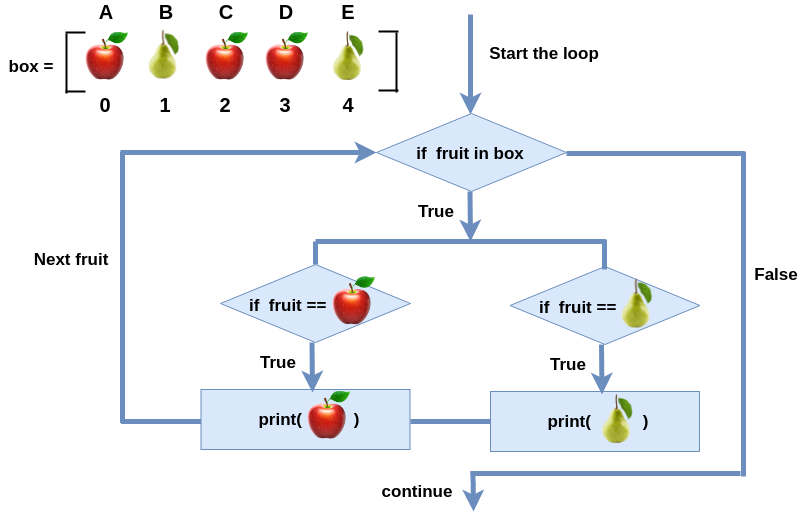 A B C D E
box =
0 1 2 3 4
Start the loop
if fruit in box
True
Next fruit
False
if fruit ==
if fruit ==
True
True
print( )
print( )
continue